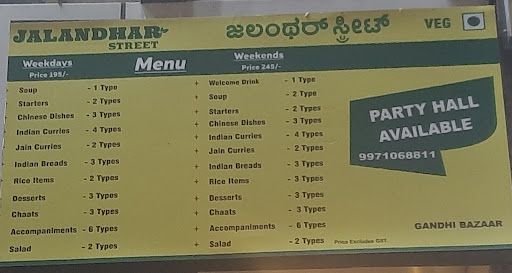 JALANDHAR
STREET
ಜಲಂಧರ್ ಸ್ಟ್ರೀಟ್
VEG
Weekdays
Price 195/-
Menu
Weekends
Price 245/-
Soup - 1 Type
Starters - 2 Types
Chinese Dishes - 3 Types
Indian Curries - 4 Types
Jain Curries - 2 Types
Indian Breads - 3 Types
Rice Items - 2 Types
Desserts - 3 Types
Chaats - 3 Types
Accompaniments - 6 Types
Salad - 2 Types
+ Welcome Drink - 1 Type
+ Soup - 2 Type
+ Starters - 2 Types
+ Chinese Dishes - 3 Types
+ Indian Curries - 4 Types
+ Jain Curries - 2 Types
+ Indian Breads - 3 Types
+ Rice Items - 3 Types
+ Desserts - 3 Types
+ Chaats - 3 Types
+ Accompaniments - 6 Types
+ Salad - 2 Types
Price Excludes GST.
PARTY HALL
AVAILABLE
9971068811
GANDHI BAZAAR